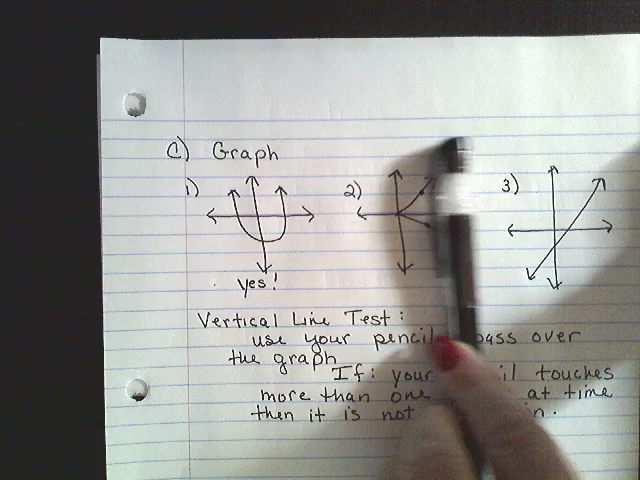 C) Graph
1) 2) 3)
yes!
Vertical Line Test:
use your pencil pass over
the graph
If: your touches
more than one at time
then it is not